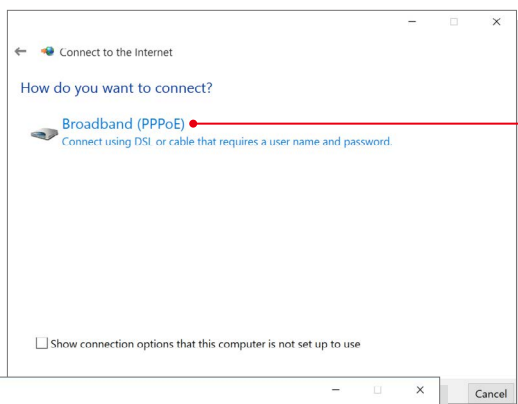 Connect to the Internet
How do you want to connect?
Broadband (PPPoE)
Connect using DSL or cable that requires a user name and password.
Show connection options that this computer is not set up to use
Cancel